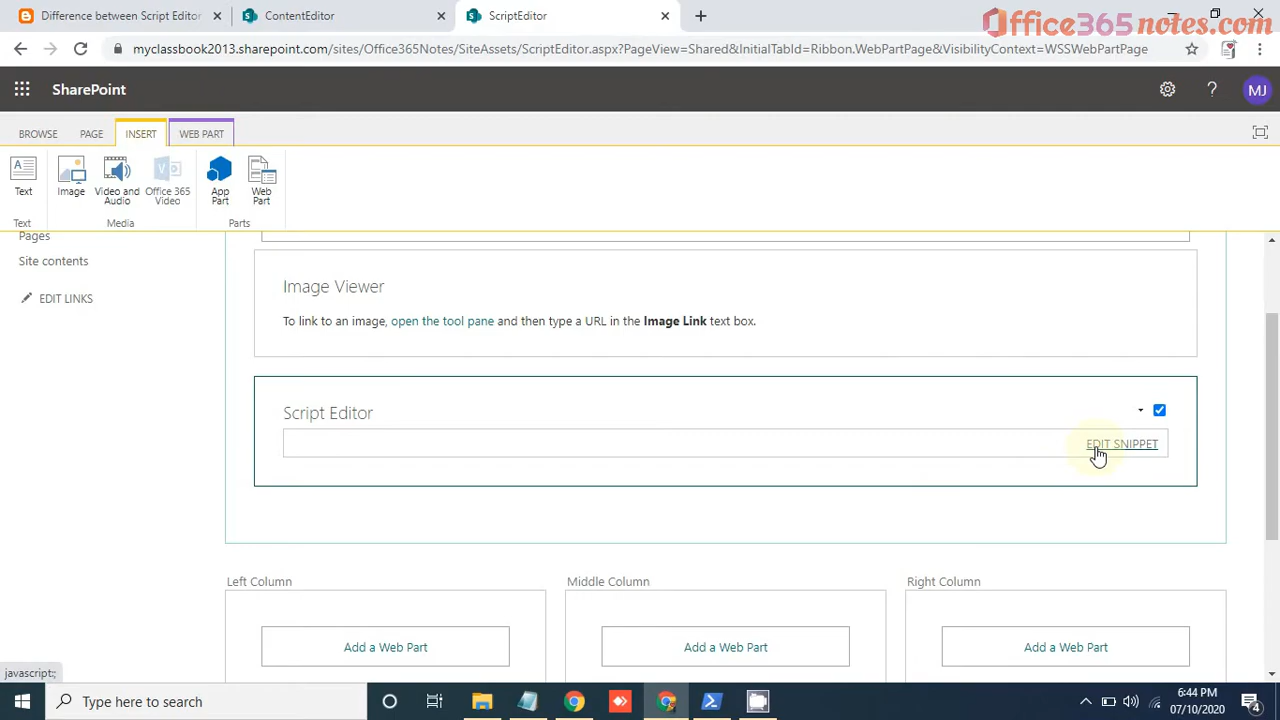 Difference between Script Editor
ContentEditor
ScriptEditor
Office365notes.com
myclassbook2013.sharepoint.com/sites/Office365Notes/SiteAssets/ScriptEditor.aspx?PageView=Shared&InitialTabId=Ribbon.WebPartPage&VisibilityContext=WSSWebPartPage
SharePoint
MJ
BROWSE PAGE INSERT WEB PART
Text
Image
Video and Audio
Office 365 Video
App Part
Web Part
Text Media Parts
Pages
Site contents
EDIT LINKS
Image Viewer
To link to an image, open the tool pane and then type a URL in the Image Link text box.
Script Editor
EDIT SNIPPET
Left Column Middle Column Right Column
Add a Web Part Add a Web Part Add a Web Part
javascript:;
Type here to search
6:44 PM
07/10/2020
4